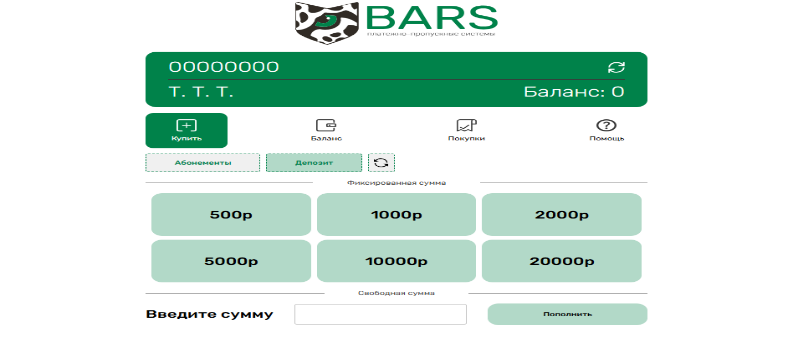 BARS
платежно-пропускные системы
00000000
Т. Т. Т.
Баланс: 0
Купить
Баланс
Покупки
Помощь
Абонементы
Депозит
Фиксированная сумма
500р
1000р
2000р
5000р
10000р
20000р
Свободная сумма
Введите сумму
Пополнить